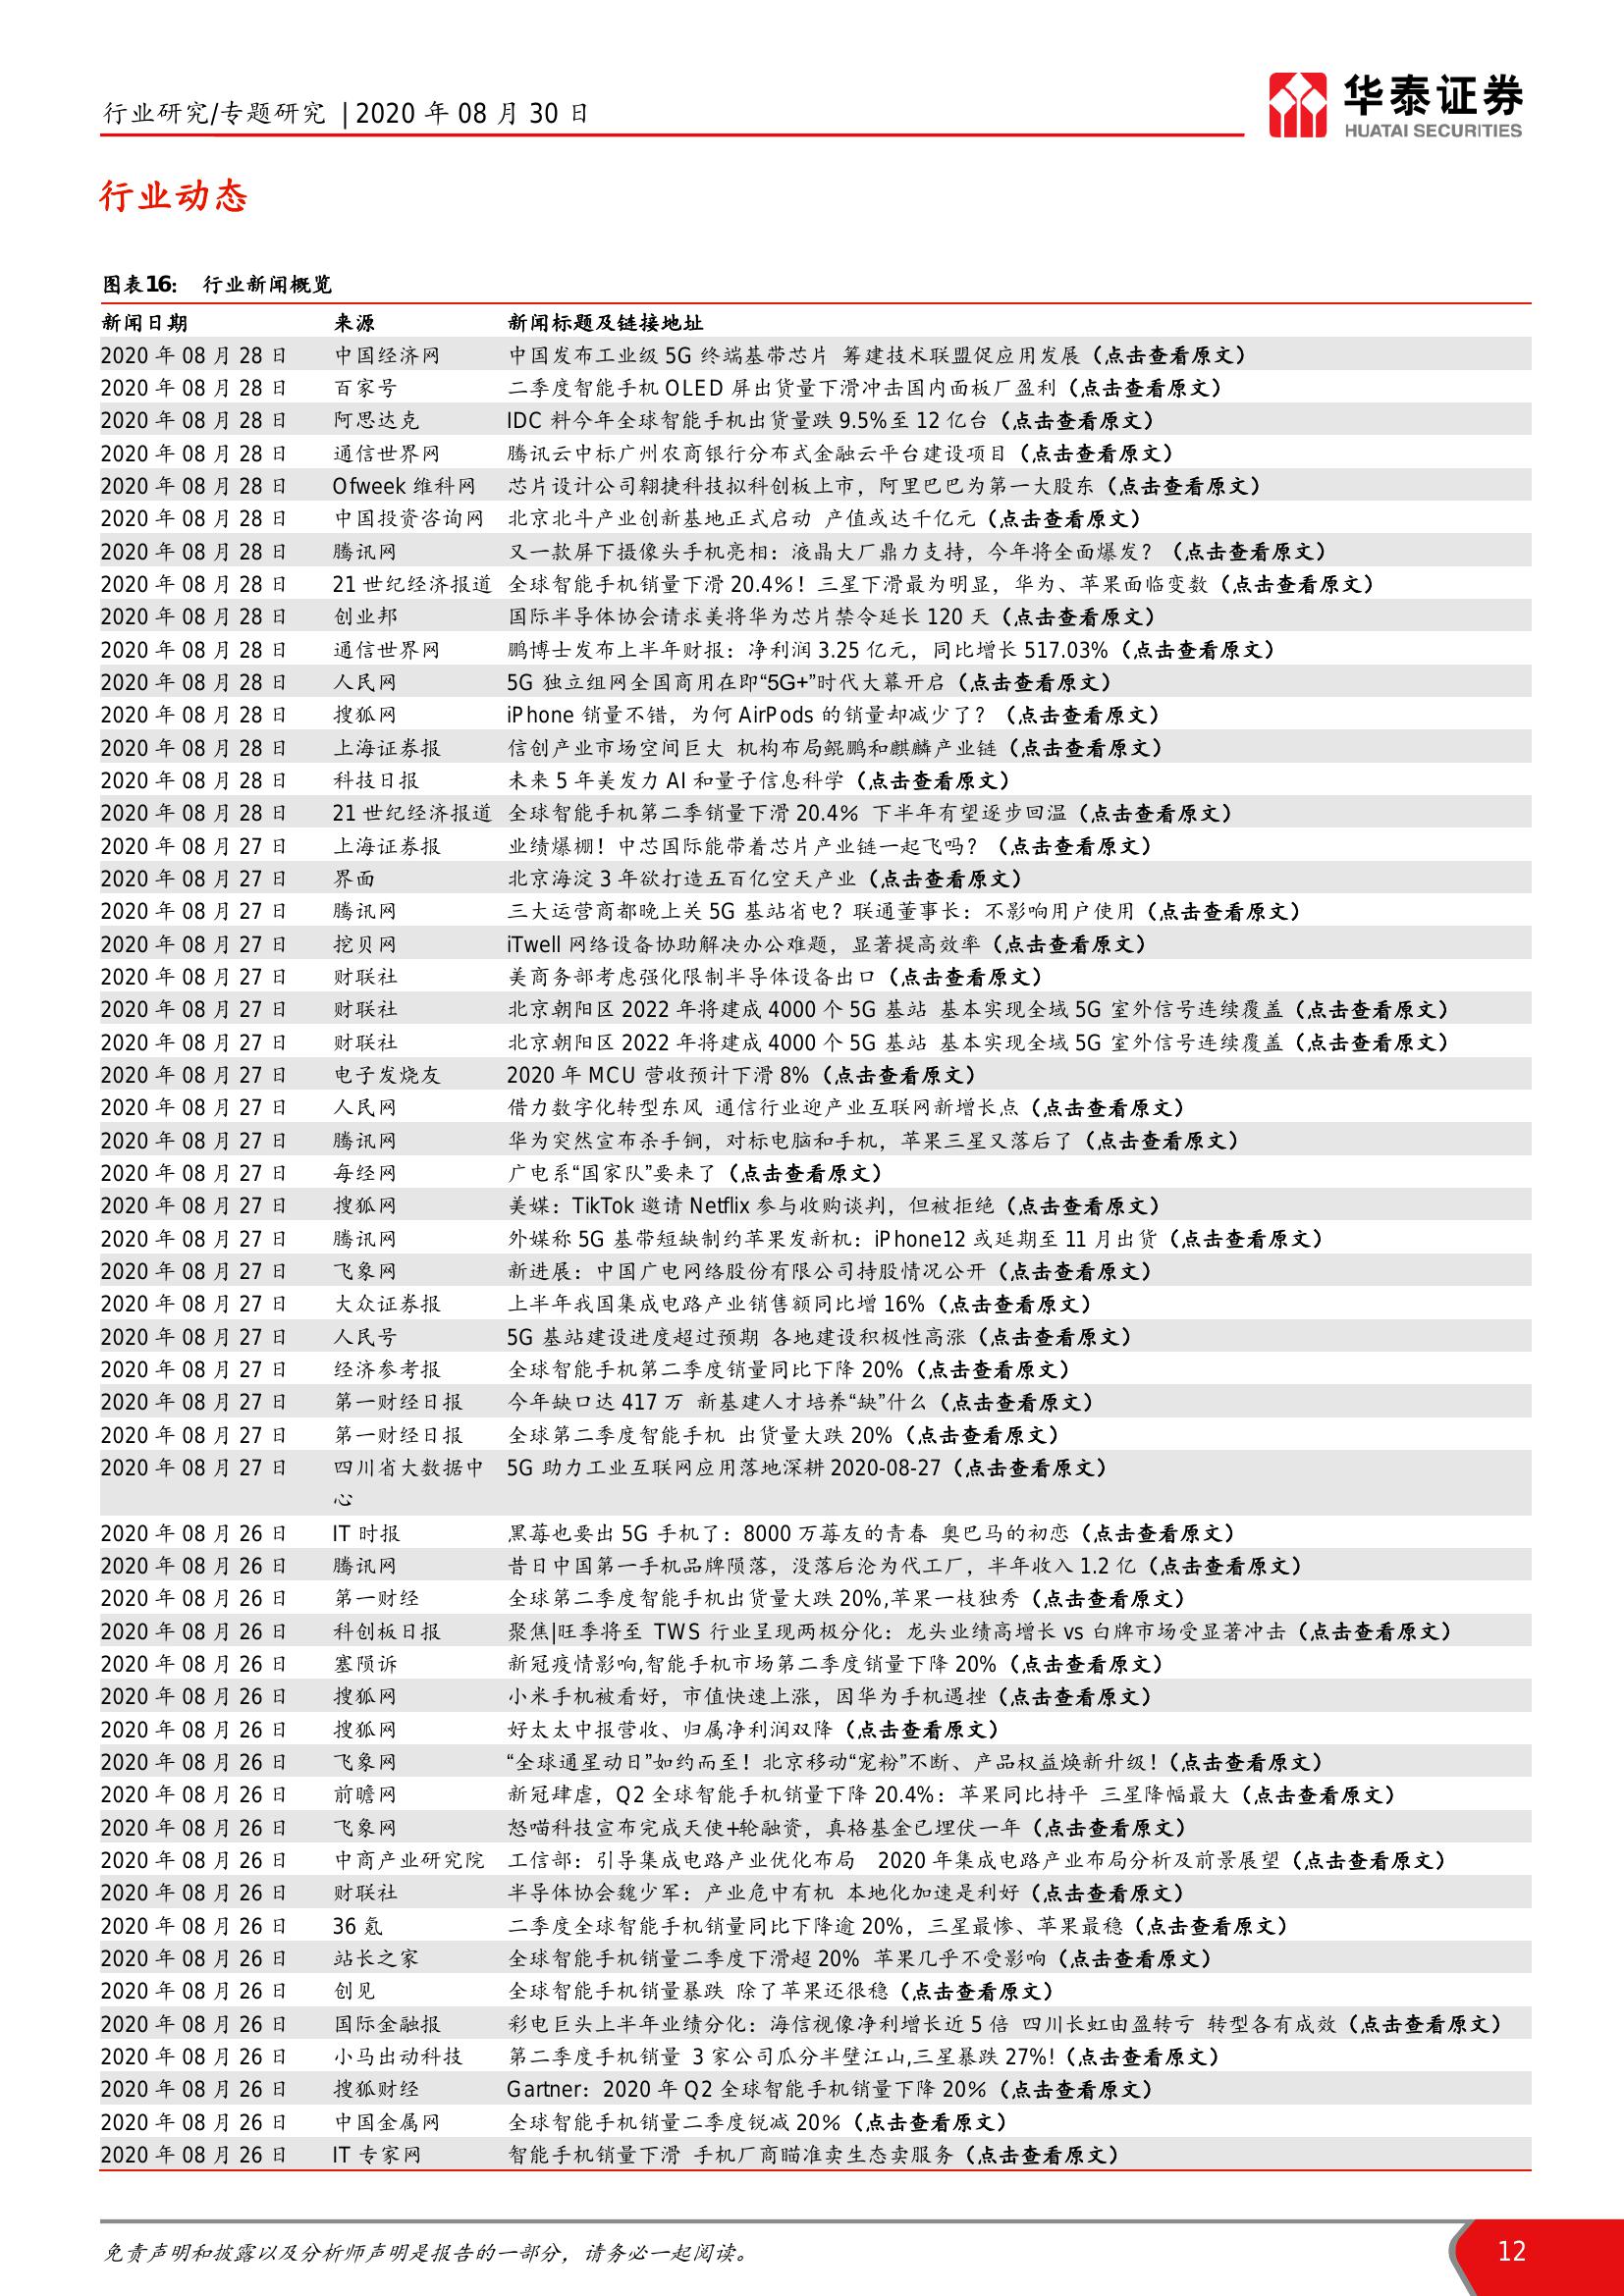 行业研究/专题研究 | 2020 年 08 月 30 日
华泰证券
HUATAI SECURITIES
行业动态
图表16: 行业新闻概览
新闻日期 来源 新闻标题及链接地址
2020 年 08 月 28 日 中国经济网 中国发布工业级 5G 终端基带芯片 筹建技术联盟促应用发展（点击查看原文）
2020 年 08 月 28 日 百家号 二季度智能手机 OLED 屏出货量下滑冲击国内面板厂盈利（点击查看原文）
2020 年 08 月 28 日 阿思达克 IDC 料今年全球智能手机出货量跌 9.5%至 12 亿台（点击查看原文）
2020 年 08 月 28 日 通信世界网 腾讯云中标广州农商银行分布式金融云平台建设项目（点击查看原文）
2020 年 08 月 28 日 Ofweek 维科网 芯片设计公司翱捷科技拟科创板上市，阿里巴巴为第一大股东（点击查看原文）
2020 年 08 月 28 日 中国投资咨询网 北京北斗产业创新基地正式启动 产值或达千亿元（点击查看原文）
2020 年 08 月 28 日 腾讯网 又一款屏下摄像头手机亮相：液晶大厂鼎力支持，今年将全面爆发？（点击查看原文）
2020 年 08 月 28 日 21 世纪经济报道 全球智能手机销量下滑 20.4%！三星下滑最为明显，华为、苹果面临变数（点击查看原文）
2020 年 08 月 28 日 创业邦 国际半导体协会请求美将华为芯片禁令延长 120 天（点击查看原文）
2020 年 08 月 28 日 通信世界网 鹏博士发布上半年财报：净利润 3.25 亿元，同比增长 517.03%（点击查看原文）
2020 年 08 月 28 日 人民网 5G 独立组网全国商用在即“5G+”时代大幕开启（点击查看原文）
2020 年 08 月 28 日 搜狐网 iPhone 销量不错，为何 AirPods 的销量却减少了？（点击查看原文）
2020 年 08 月 28 日 上海证券报 信创产业市场空间巨大 机构布局鲲鹏和麒麟产业链（点击查看原文）
2020 年 08 月 28 日 科技日报 未来 5 年美发力 AI 和量子信息科学（点击查看原文）
2020 年 08 月 28 日 21 世纪经济报道 全球智能手机第二季销量下滑 20.4% 下半年有望逐步回温（点击查看原文）
2020 年 08 月 27 日 上海证券报 业绩爆棚！中芯国际能带着芯片产业链一起飞吗？（点击查看原文）
2020 年 08 月 27 日 界面 北京海淀 3 年欲打造五百亿空天产业（点击查看原文）
2020 年 08 月 27 日 腾讯网 三大运营商都晚上关 5G 基站省电？联通董事长：不影响用户使用（点击查看原文）
2020 年 08 月 27 日 挖贝网 iTwell 网络设备协助解决办公难题，显著提高效率（点击查看原文）
2020 年 08 月 27 日 财联社 美商务部考虑强化限制半导体设备出口（点击查看原文）
2020 年 08 月 27 日 财联社 北京朝阳区 2022 年将建成 4000 个 5G 基站 基本实现全域 5G 室外信号连续覆盖（点击查看原文）
2020 年 08 月 27 日 财联社 北京朝阳区 2022 年将建成 4000 个 5G 基站 基本实现全域 5G 室外信号连续覆盖（点击查看原文）
2020 年 08 月 27 日 电子发烧友 2020 年 MCU 营收预计下滑 8%（点击查看原文）
2020 年 08 月 27 日 人民网 借力数字化转型东风 通信行业迎产业互联网新增长点（点击查看原文）
2020 年 08 月 27 日 腾讯网 华为突然宣布杀手锏，对标电脑和手机，苹果三星又落后了（点击查看原文）
2020 年 08 月 27 日 每经网 广电系“国家队”要来了（点击查看原文）
2020 年 08 月 27 日 搜狐网 美媒：TikTok 邀请 Netflix 参与收购谈判，但被拒绝（点击查看原文）
2020 年 08 月 27 日 腾讯网 外媒称 5G 基带短缺制约苹果发新机：iPhone12 或延期至 11 月出货（点击查看原文）
2020 年 08 月 27 日 飞象网 新进展：中国广电网络股份有限公司持股情况公开（点击查看原文）
2020 年 08 月 27 日 大众证券报 上半年我国集成电路产业销售额同比增 16%（点击查看原文）
2020 年 08 月 27 日 人民号 5G 基站建设进度超过预期 各地建设积极性高涨（点击查看原文）
2020 年 08 月 27 日 经济参考报 全球智能手机第二季度销量同比下降 20%（点击查看原文）
2020 年 08 月 27 日 第一财经日报 今年缺口达 417 万 新基建人才培养“缺”什么（点击查看原文）
2020 年 08 月 27 日 第一财经日报 全球第二季度智能手机 出货量大跌 20%（点击查看原文）
2020 年 08 月 27 日 四川省大数据中 5G 助力工业互联网应用落地深耕 2020-08-27（点击查看原文）
心
2020 年 08 月 26 日 IT 时报 黑莓也要出 5G 手机了：8000 万莓友的青春 奥巴马的初恋（点击查看原文）
2020 年 08 月 26 日 腾讯网 昔日中国第一手机品牌陨落，没落后沦为代工厂，半年收入 1.2 亿（点击查看原文）
2020 年 08 月 26 日 第一财经 全球第二季度智能手机出货量大跌 20%,苹果一枝独秀（点击查看原文）
2020 年 08 月 26 日 科创板日报 聚焦|旺季将至 TWS 行业呈现两极分化：龙头业绩高增长 vs 白牌市场受显著冲击（点击查看原文）
2020 年 08 月 26 日 塞陨诉 新冠疫情影响,智能手机市场第二季度销量下降 20%（点击查看原文）
2020 年 08 月 26 日 搜狐网 小米手机被看好，市值快速上涨，因华为手机遇挫（点击查看原文）
2020 年 08 月 26 日 搜狐网 好太太中报营收、归属净利润双降（点击查看原文）
2020 年 08 月 26 日 飞象网 “全球通星动日”如约而至！北京移动“宠粉”不断、产品权益焕新升级！（点击查看原文）
2020 年 08 月 26 日 前瞻网 新冠肆虐，Q2 全球智能手机销量下降 20.4%：苹果同比持平 三星降幅最大（点击查看原文）
2020 年 08 月 26 日 飞象网 怒喵科技宣布完成天使+轮融资，真格基金已埋伏一年（点击查看原文）
2020 年 08 月 26 日 中商产业研究院 工信部：引导集成电路产业优化布局 2020 年集成电路产业布局分析及前景展望（点击查看原文）
2020 年 08 月 26 日 财联社 半导体协会魏少军：产业危中有机 本地化加速是利好（点击查看原文）
2020 年 08 月 26 日 36 氪 二季度全球智能手机销量同比下降逾 20%，三星最惨、苹果最稳（点击查看原文）
2020 年 08 月 26 日 站长之家 全球智能手机销量二季度下滑超 20% 苹果几乎不受影响（点击查看原文）
2020 年 08 月 26 日 创见 全球智能手机销量暴跌 除了苹果还很稳（点击查看原文）
2020 年 08 月 26 日 国际金融报 彩电巨头上半年业绩分化：海信视像净利增长近 5 倍 四川长虹由盈转亏 转型各有成效（点击查看原文）
2020 年 08 月 26 日 小马出动科技 第二季度手机销量 3 家公司瓜分半壁江山,三星暴跌 27%!（点击查看原文）
2020 年 08 月 26 日 搜狐财经 Gartner：2020 年 Q2 全球智能手机销量下降 20%（点击查看原文）
2020 年 08 月 26 日 中国金属网 全球智能手机销量二季度锐减 20%（点击查看原文）
2020 年 08 月 26 日 IT 专家网 智能手机销量下滑 手机厂商瞄准卖生态卖服务（点击查看原文）
免责声明和披露以及分析师声明是报告的一部分，请务必一起阅读。
12